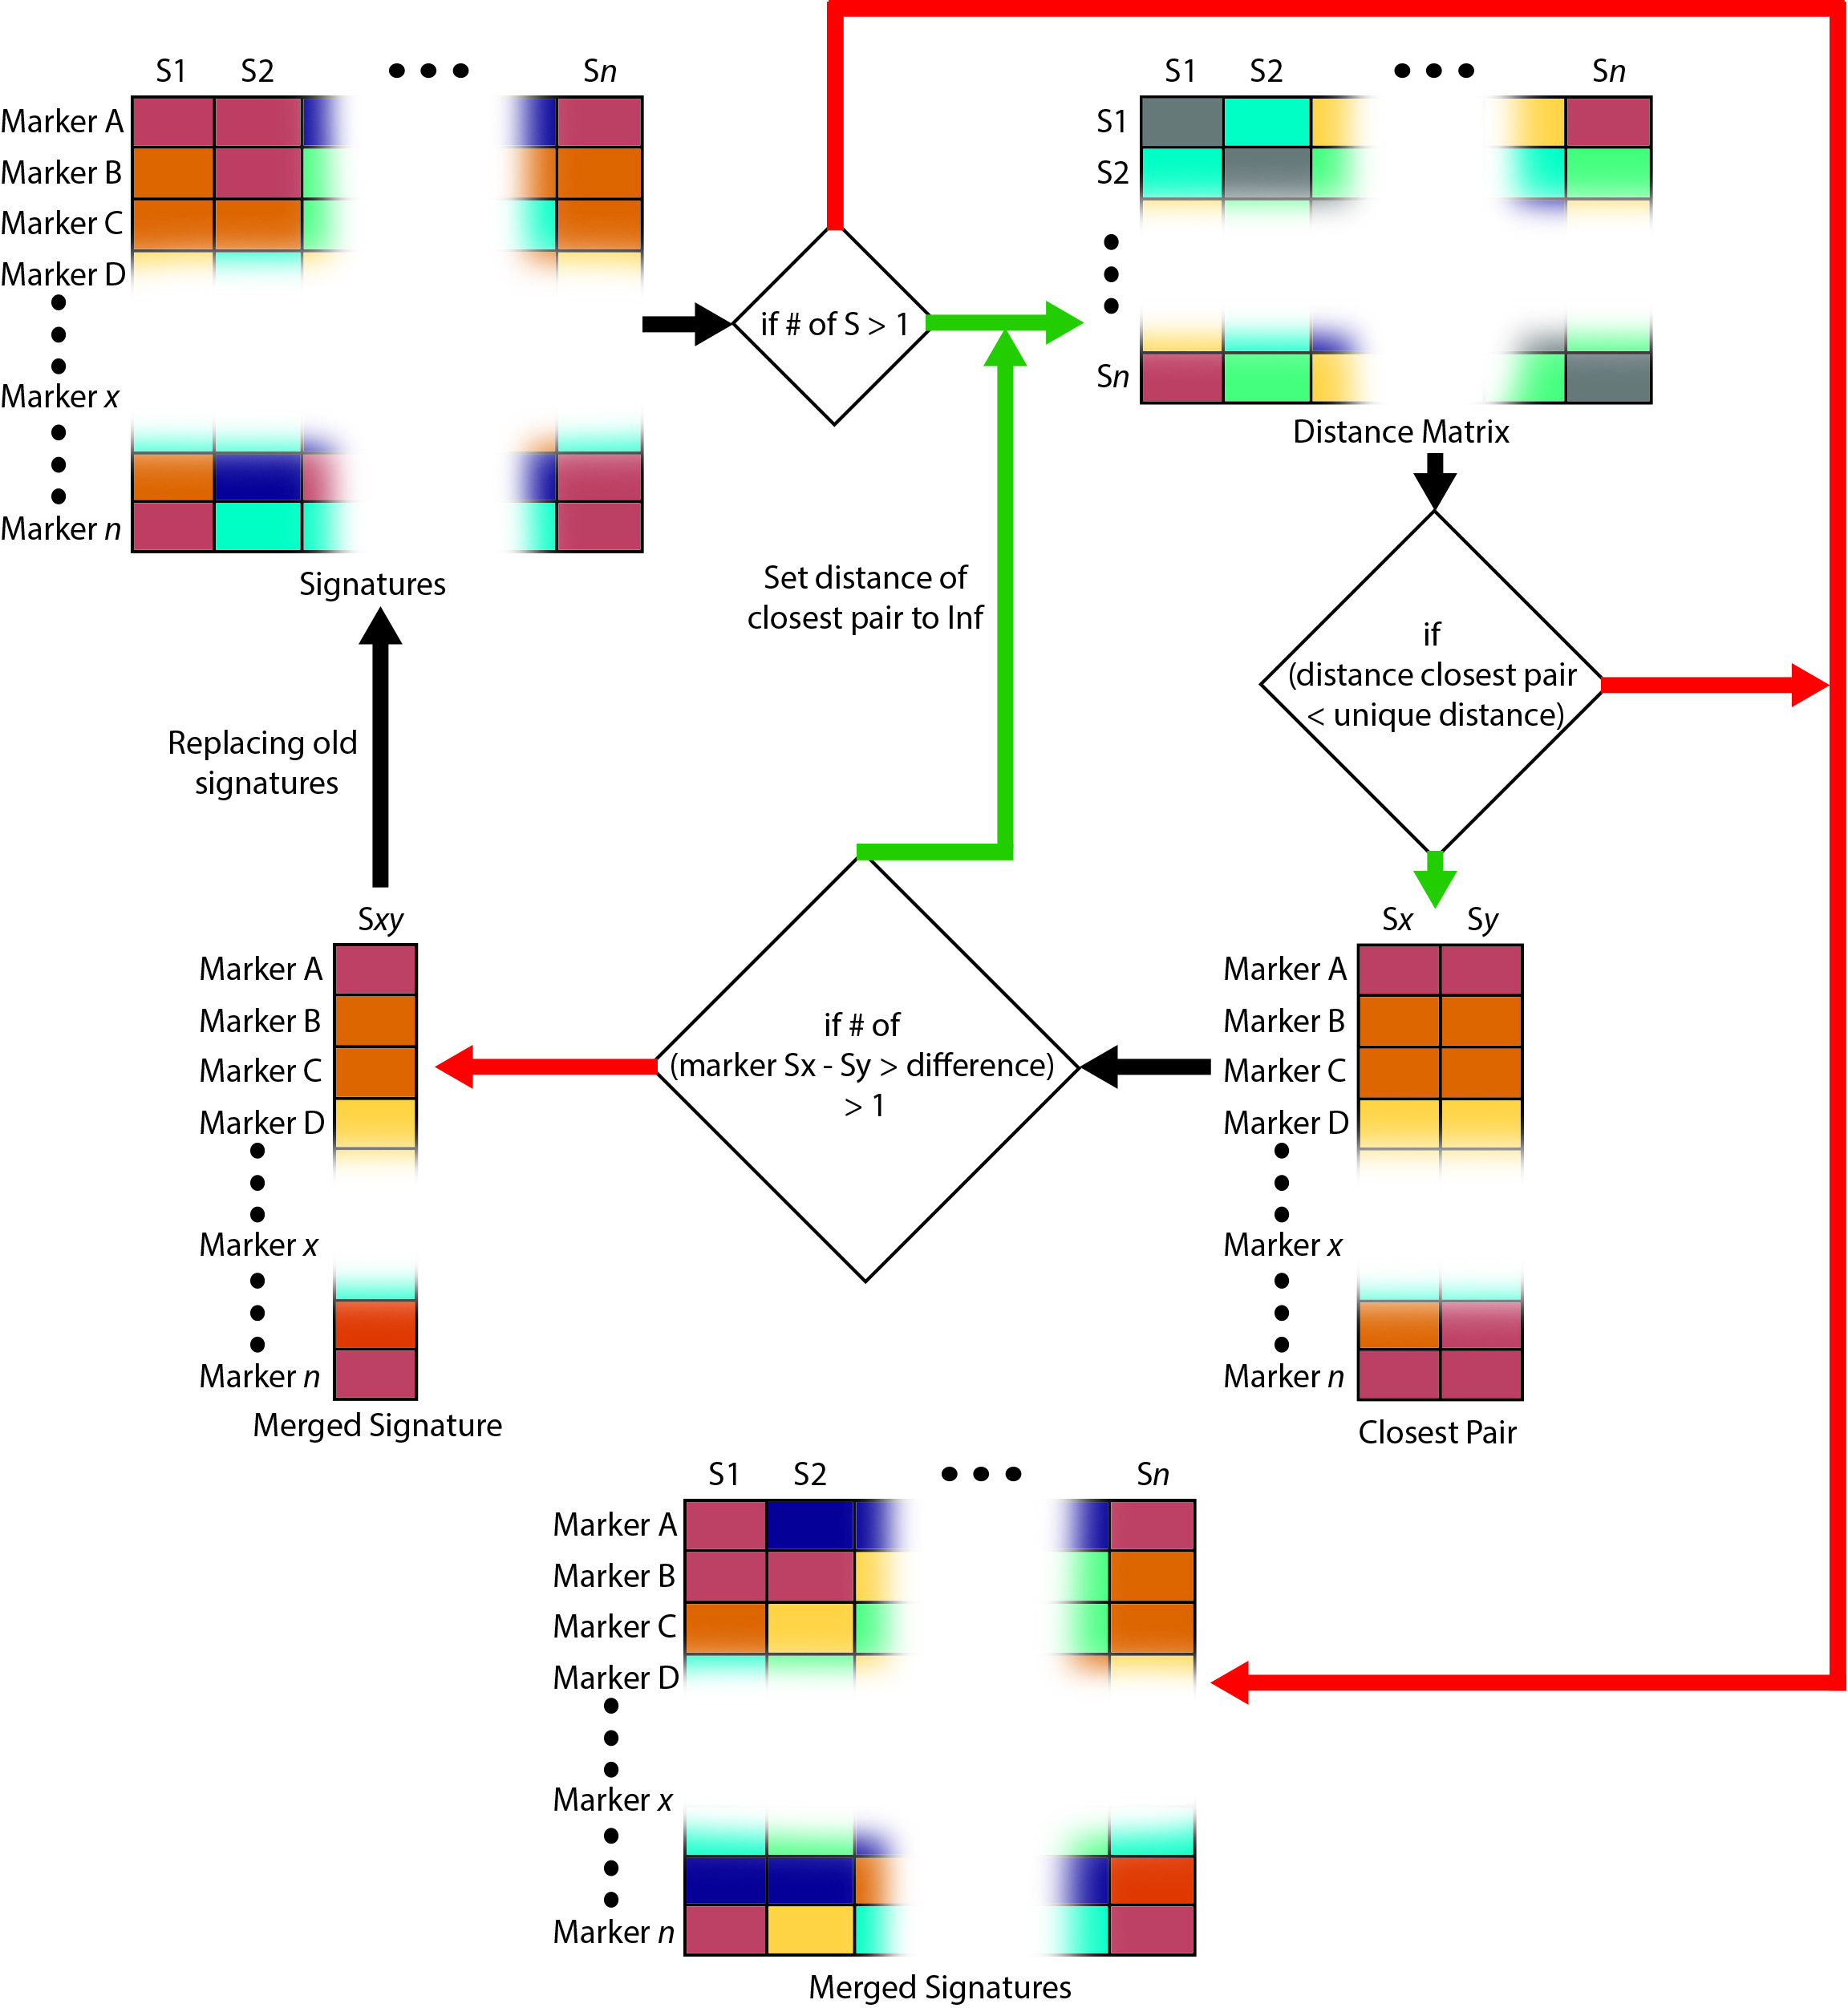 S1 S2 Sn
Marker A
Marker B
Marker C
Marker D
Marker x
Marker n
Signatures
if # of S > 1
S1 S2 Sn
S1
S2
Sn
Distance Matrix
if
(distance closest pair
< unique distance)
Set distance of
closest pair to Inf
Replacing old
signatures
Sx Sy
Marker A
Marker B
Marker C
Marker D
Marker x
Marker n
Closest Pair
if # of
(marker Sx - Sy > difference)
> 1
Sxy
Marker A
Marker B
Marker C
Marker D
Marker x
Marker n
Merged Signature
S1 S2 Sn
Marker A
Marker B
Marker C
Marker D
Marker x
Marker n
Merged Signatures